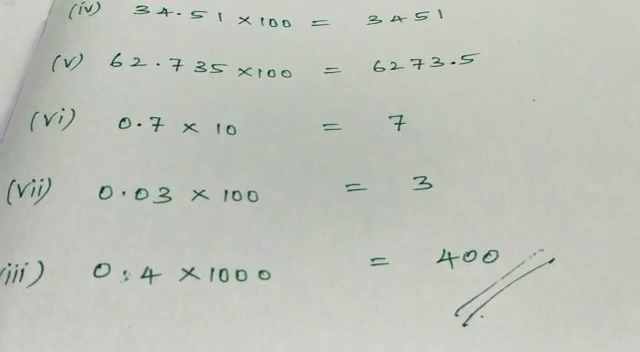 (iv) 34.51 × 100 = 3451
(v) 62.735 × 100 = 6273.5
(vi) 0.7 × 10 = 7
(vii) 0.03 × 100 = 3
iii) 0.4 × 1000 = 400